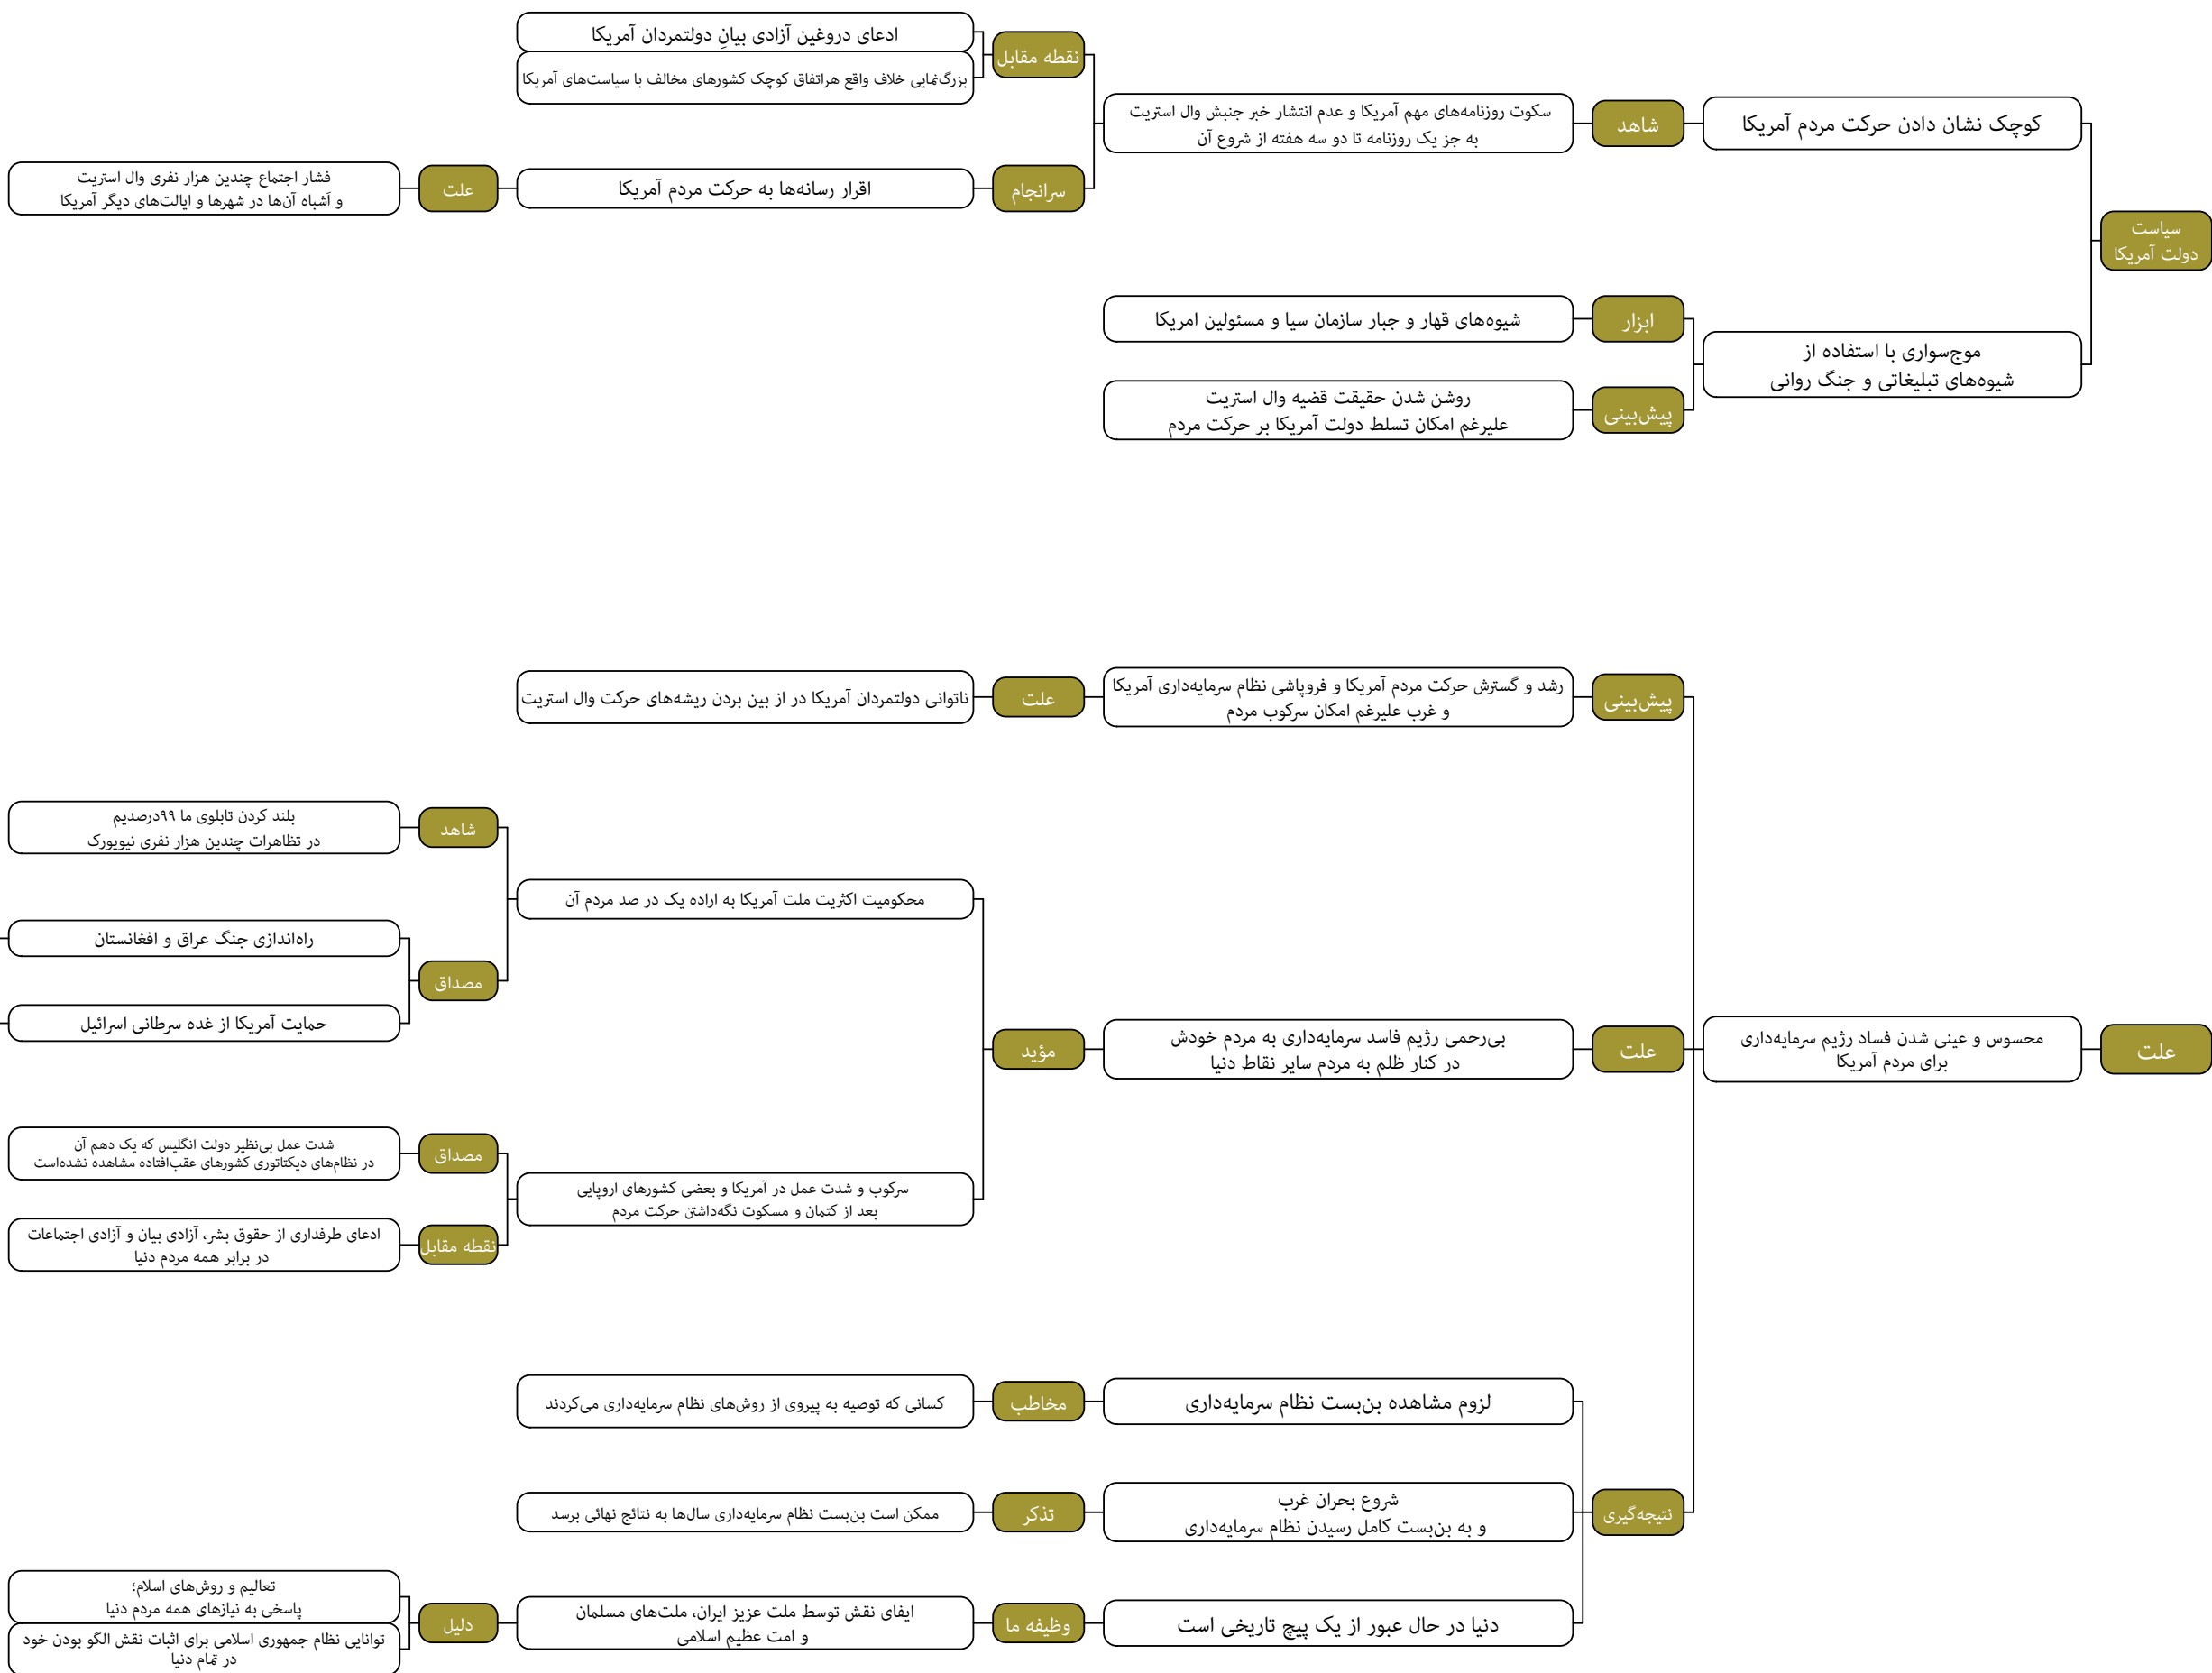 سیاست
دولت آمریکا
کوچک نشان دادن حرکت مردم آمریکا
شاهد
سکوت روزنامه‌های مهم آمریکا و عدم انتشار خبر جنبش وال استریت
به جز یک روزنامه تا دو سه هفته از شروع آن
نقطه مقابل
ادعای دروغین آزادی بیانِ دولتمردان آمریکا
بزرگ‌نمایی خلاف واقع هراتفاق کوچک کشورهای مخالف با سیاست‌های آمریکا
سرانجام
اقرار رسانه‌ها به حرکت مردم آمریکا
علت
فشار اجتماع چندین هزار نفری وال استریت
و اَشباه آن‌ها در شهرها و ایالت‌های دیگر آمریکا
موج‌سواری با استفاده از
شیوه‌های تبلیغاتی و جنگ روانی
ابزار
شیوه‌های قهار و جبار سازمان سیا و مسئولین امریکا
پیش‌بینی
روشن شدن حقیقت قضیه وال استریت
علیرغم امکان تسلط دولت آمریکا بر حرکت مردم
علت
محسوس و عینی شدن فساد رژیم سرمایه‌داری
برای مردم آمریکا
پیش‌بینی
رشد و گسترش حرکت مردم آمریکا و فروپاشی نظام سرمایه‌داری آمریکا
و غرب علیرغم امکان سرکوب مردم
علت
ناتوانی دولتمردان آمریکا در از بین بردن ریشه‌های حرکت وال استریت
علت
بی‌رحمی رژیم فاسد سرمایه‌داری به مردم خودش
در کنار ظلم به مردم سایر نقاط دنیا
مؤید
محکومیت اکثریت ملت آمریکا به اراده یک در صد مردم آن
شاهد
بلند کردن تابلوی ما ۹۹درصدیم
در تظاهرات چندین هزار نفری نیویورک
مصداق
راه‌اندازی جنگ عراق و افغانستان
حمایت آمریکا از غده سرطانی اسرائیل
سرکوب و شدت عمل در آمریکا و بعضی کشورهای اروپایی
بعد از کتمان و مسکوت نگه‌داشتن حرکت مردم
مصداق
شدت عمل بی‌نظیر دولت انگلیس که یک دهم آن
در نظام‌های دیکتاتوری کشورهای عقب‌افتاده مشاهده نشده‌است
نقطه مقابل
ادعای طرفداری از حقوق بشر، آزادی بیان و آزادی اجتماعات
در برابر همه مردم دنیا
نتیجه‌گیری
لزوم مشاهده بن‌بست نظام سرمایه‌داری
مخاطب
کسانی که توصیه به پیروی از روش‌های نظام سرمایه‌داری می‌کردند
شروع بحران غرب
و به بن‌بست کامل رسیدن نظام سرمایه‌داری
تذکر
ممکن است بن‌بست نظام سرمایه‌داری سال‌ها به نتائج نهائی برسد
دنیا در حال عبور از یک پیچ تاریخی است
وظیفه ما
ایفای نقش توسط ملت عزیز ایران، ملت‌های مسلمان
و امت عظیم اسلامی
دلیل
تعالیم و روش‌های اسلام؛
پاسخی به نیازهای همه مردم دنیا
توانایی نظام جمهوری اسلامی برای اثبات نقش الگو بودن خود
در تمام دنیا